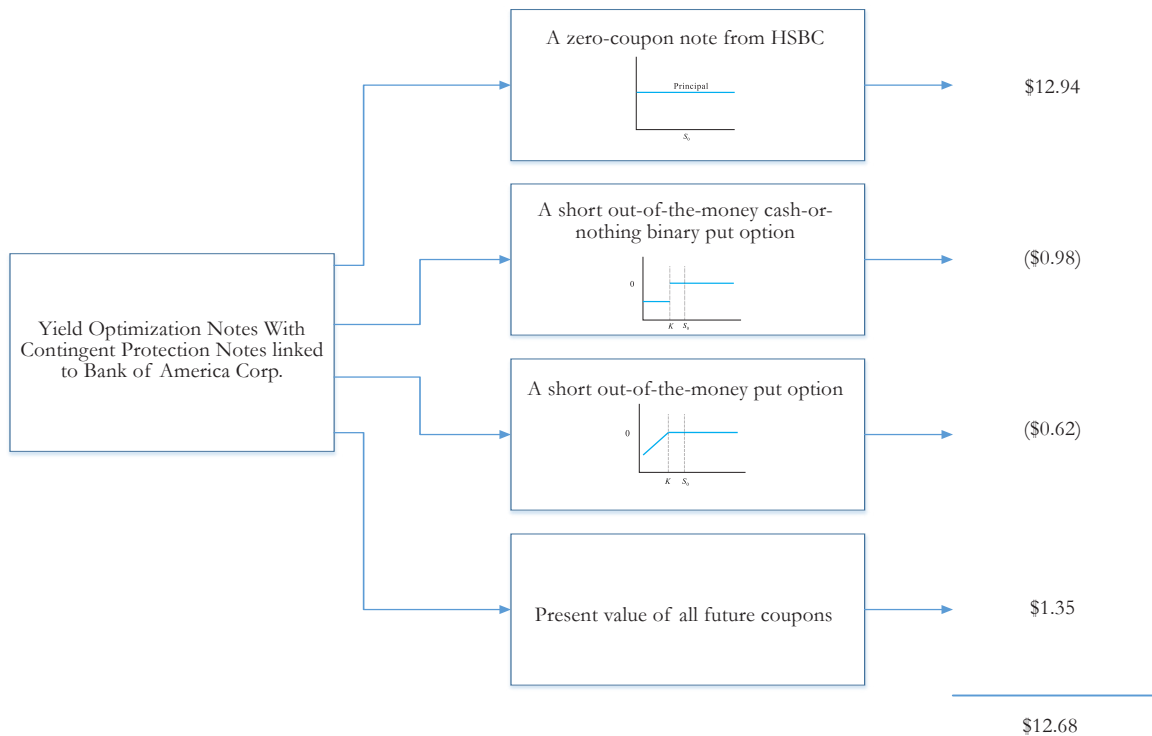 A zero-coupon note from HSBC
Principal
S0
$12.94
A short out-of-the-money cash-or-
nothing binary put option
0
K S0
($0.98)
Yield Optimization Notes With
Contingent Protection Notes linked
to Bank of America Corp.
A short out-of-the-money put option
0
K S0
($0.62)
Present value of all future coupons
$1.35
$12.68